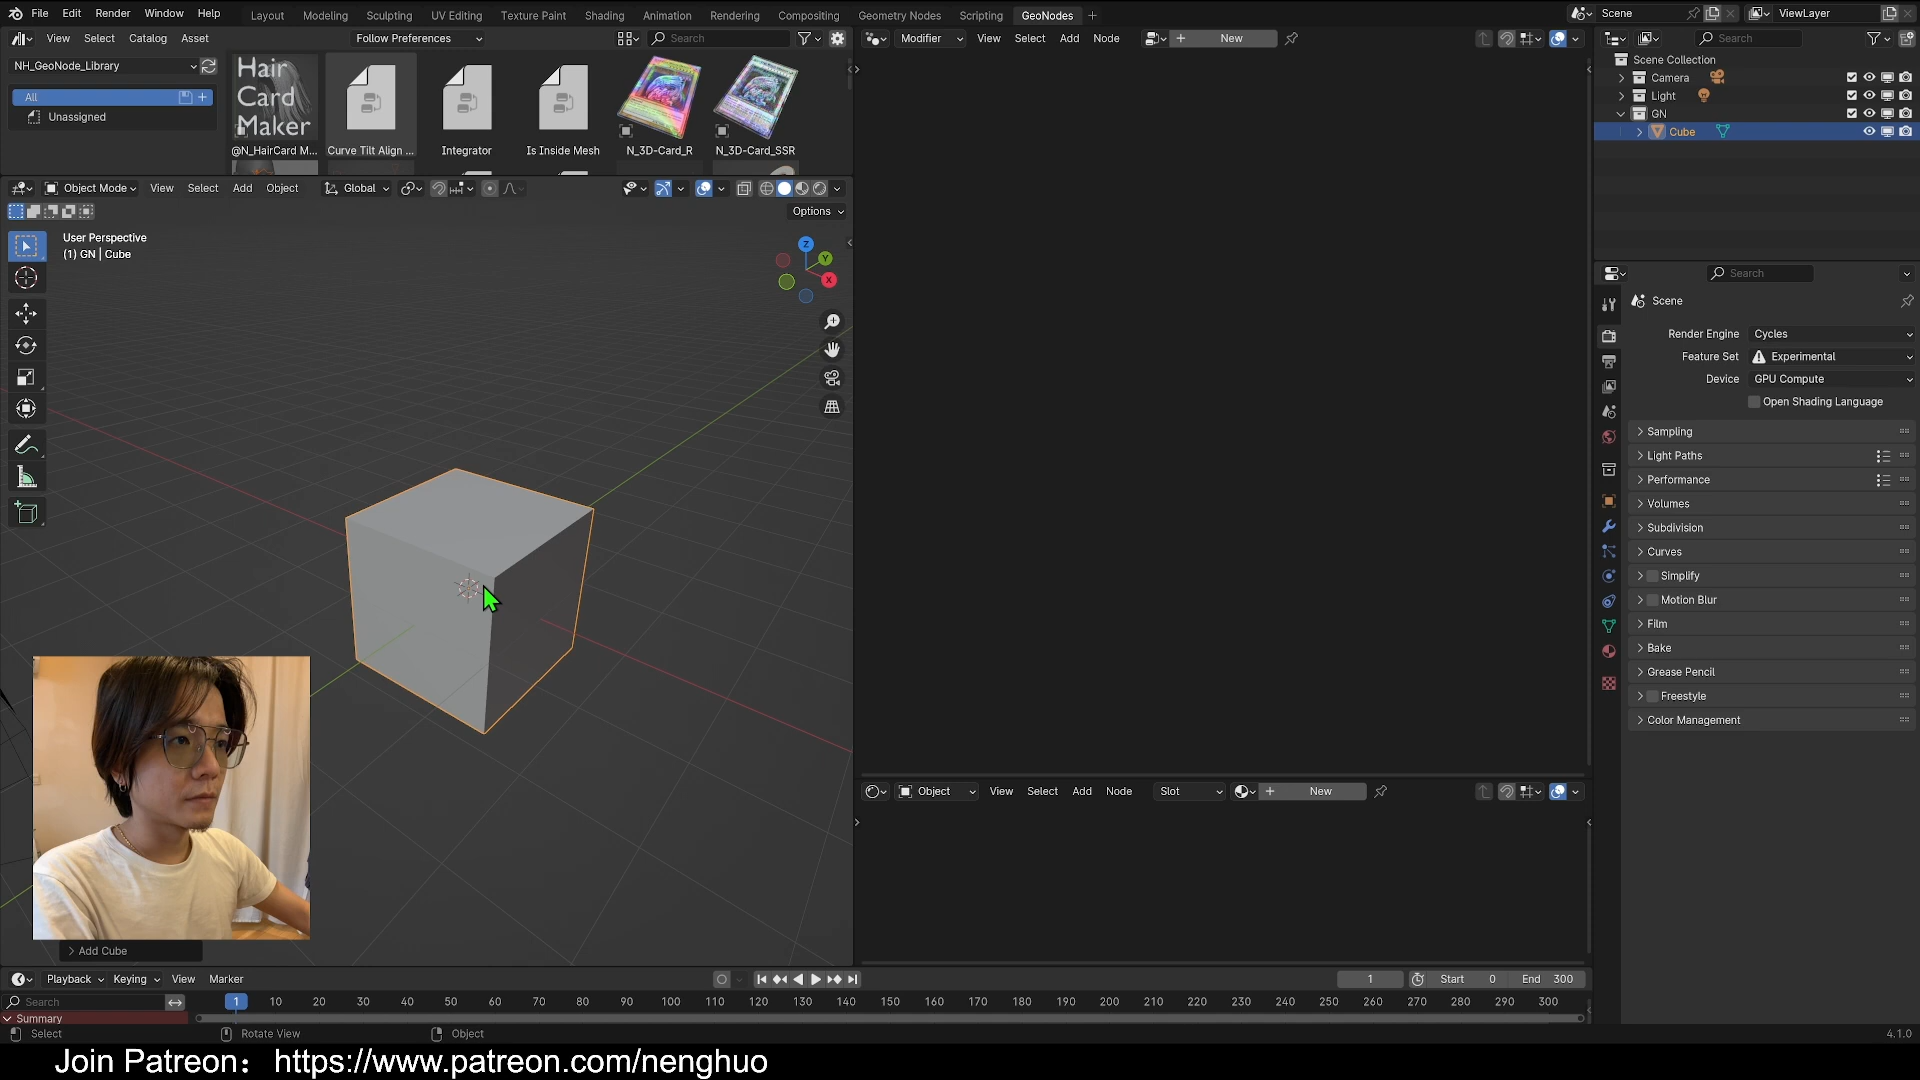 File Edit Render Window Help Layout Modeling Sculpting UV Editing Texture Paint Shading Animation Rendering Compositing Geometry Nodes Scripting GeoNodes + Scene ViewLayer
View Select Catalog Asset Follow Preferences Search
Modifier View Select Add Node New
Search
NH_GeoNode_Library
All
Unassigned
Hair
Card
Maker
@N_HairCard M... Curve Tilt Align ... Integrator Is Inside Mesh N_3D-Card_R N_3D-Card_SSR
Scene Collection
Camera
Light
GN
Cube
Object Mode View Select Add Object Global
Options
User Perspective
(1) GN | Cube
Z
Y
X
Search
Scene
Render Engine Cycles
Feature Set Experimental
Device GPU Compute
Open Shading Language
Sampling
Light Paths
Performance
Volumes
Subdivision
Curves
Simplify
Motion Blur
Film
Bake
Grease Pencil
Freestyle
Color Management
Object View Select Add Node Slot New
Add Cube
Playback Keying View Marker 1 Start 0 End 300
Search 1 10 20 30 40 50 60 70 80 90 100 110 120 130 140 150 160 170 180 190 200 210 220 230 240 250 260 270 280 290 300
Summary
Select Rotate View Object 4.1.0
Join Patreon： https://www.patreon.com/nenghuo